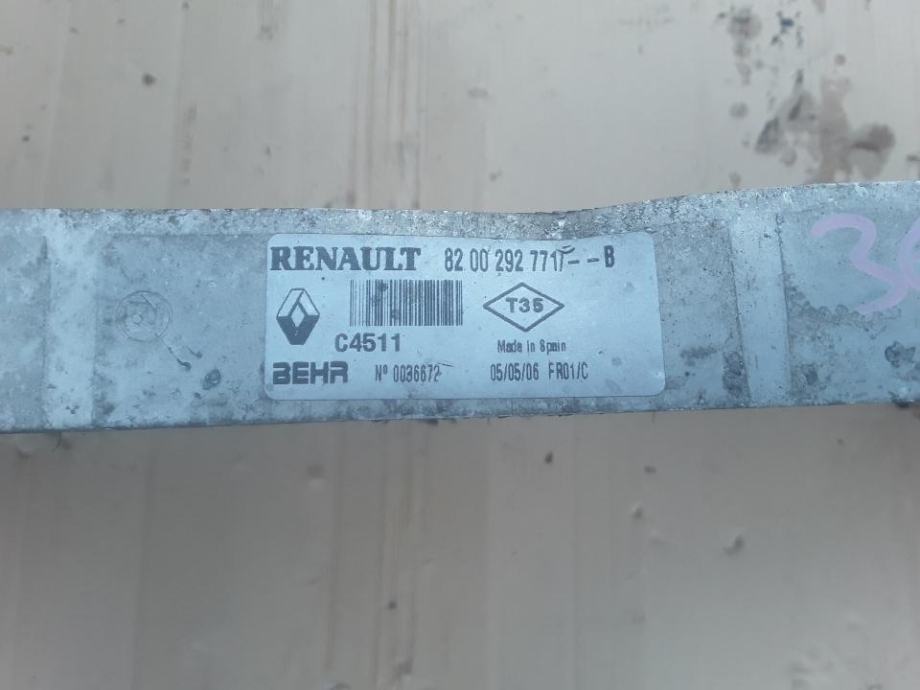 RENAULT 82 00 292 771--B
T35
C4511
Made in Spain
BEHR Nº 0036672 05/05/06 FR01/C